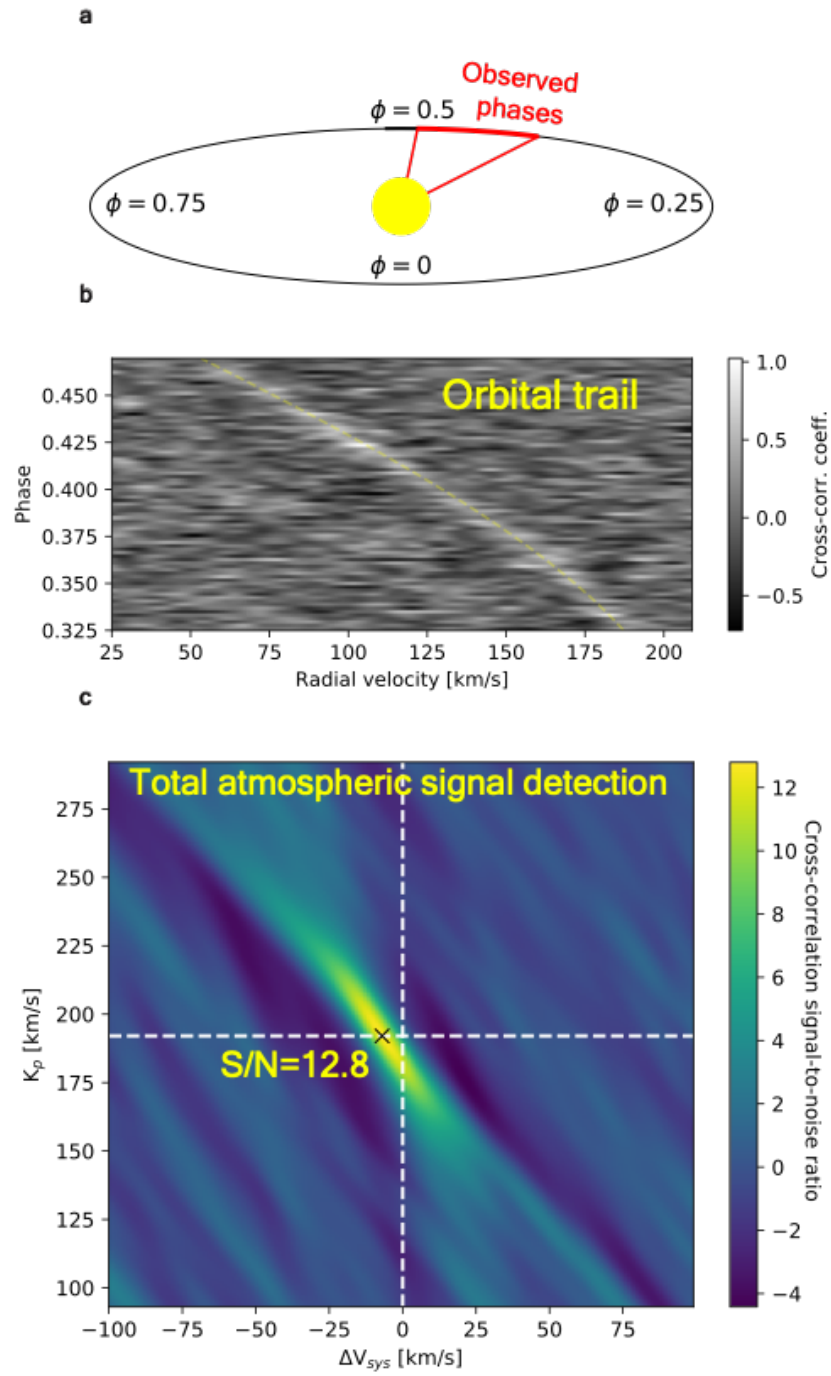 a
Observed
phases
ϕ = 0.5
ϕ = 0.75
ϕ = 0.25
ϕ = 0
b
Orbital trail
0.450
0.425
0.400
0.375
0.350
0.325
Phase
25 50 75 100 125 150 175 200
Radial velocity [km/s]
1.0
0.5
0.0
−0.5
Cross-corr. coeff.
c
Total atmospheric signal detection
S/N=12.8
275
250
225
200
175
150
125
100
Kₚ [km/s]
−100 −75 −50 −25 0 25 50 75
ΔVₛᵧₛ [km/s]
12
10
8
6
4
2
0
−2
−4
Cross-correlation signal-to-noise ratio